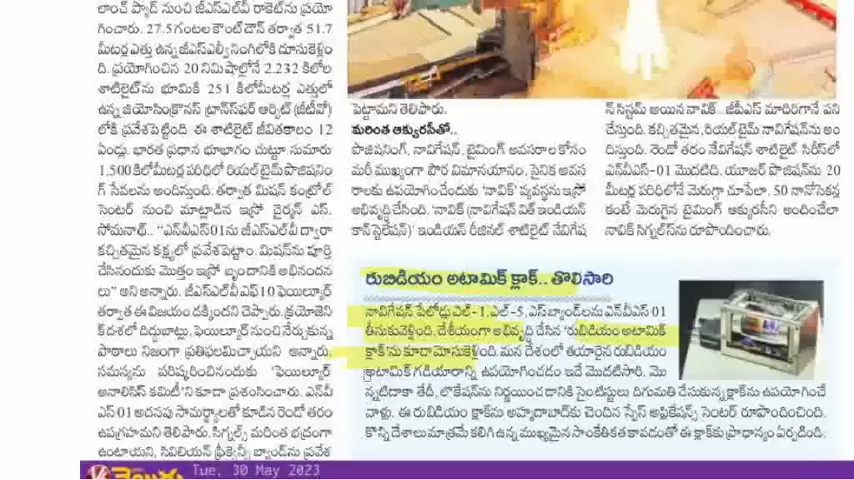 లాంచ్ ప్యాడ్ నుంచి జీఎస్ఎల్‌వీ రాకెట్‌ను ప్రయో
గించారు. 27.5 గంటల కౌంట్ డౌన్ తర్వాత 51.7
మీటర్ల ఎత్తు ఉన్న జీఎస్ఎల్వీ నింగిలోకి దూసుకెళ్లిం
ది. ప్రయోగించిన 20 నిమిషాల్లోనే 2,232 కిలోల
శాటిలైట్‌ను భూమికి 251 కిలోమీటర్ల ఎత్తులో
ఉన్న జియోసింక్రొనస్ ట్రాన్స్‌ఫర్ ఆర్బిట్ (జీటీవో)
లోకి ప్రవేశపెట్టింది. ఈ శాటిలైట్ జీవితకాలం 12
ఏండ్లు. భారత ప్రధాన భూభాగం చుట్టూ సుమారు
1,500 కిలోమీటర్ల పరిధిలో రియల్ టైమ్ పొజిషనిం
గ్ సేవలను అందిస్తుంది. తర్వాత మిషన్ కంట్రోల్
సెంటర్ నుంచి మాట్లాడిన ఇస్రో చైర్మన్ ఎస్.
సోమనాథ్.. "ఎన్‌వీఎస్01ను జీఎస్ఎల్‌వీ ద్వారా
కచ్చితమైన కక్ష్యలో ప్రవేశపెట్టాం. మిషన్‌ను పూర్తి
చేసినందుకు మొత్తం ఇస్రో బృందానికి అభినందన
లు" అని అన్నారు. జీఎస్ఎల్‌వీఎఫ్10 ఫెయిల్యూర్
తర్వాత ఈ విజయం దక్కిందని చెప్పారు. క్రయోజెని
క్ దశలో దిద్దుబాట్లు, ఫెయిల్యూర్ నుంచి నేర్చుకున్న
పాఠాలు నిజంగా ప్రతిఫలమిచ్చాయని అన్నారు.
సమస్యను పరిష్కరించినందుకు 'ఫెయిల్యూర్
అనాలిసిస్ కమిటీ'ని కూడా ప్రశంసించారు. ఎన్‌వీ
ఎస్ 01 అదనపు సామర్థ్యాలతో కూడిన రెండో తరం
ఉపగ్రహమని తెలిపారు. సిగ్నల్స్ మరింత భద్రంగా
ఉంటాయని, సివిలియన్ ఫ్రీక్వెన్సీ బ్యాండ్‌ను ప్రవేశ
పెట్టామని తెలిపారు.
మరింత ఆక్యురసీతో..
పొజిషనింగ్, నావిగేషన్, టైమింగ్ అవసరాల కోసం
మరీ ముఖ్యంగా పౌర విమానయానం, సైనిక అవస
రాలకు ఉపయోగించేందుకు 'నావిక్' వ్యవస్థను ఇస్రో
అభివృద్ధి చేసింది. 'నావిక్ (నావిగేషన్ విత్ ఇండియన్
కాన్‌స్టెలేషన్)' ఇండియన్ రీజినల్ శాటిలైట్ నేవిగేష
న్ సిస్టమ్ అయిన నావిక్.. జీపీఎస్ మాదిరిగానే పని
చేస్తుంది. కచ్చితమైన, రియల్ టైమ్ నావిగేషన్‌ను అం
దిస్తుంది. రెండో తరం నేవిగేషన్ శాటిలైట్ సిరీస్‌లో
ఎన్‌వీఎస్-01 మొదటిది. యూజర్ పొజిషన్‌ను 20
మీటర్ల పరిధిలోనే మెరుగ్గా చూపేలా, 50 నానోసెకన్ల
కంటే మెరుగైన టైమింగ్ ఆక్యురసీని అందించేలా
నావిక్ సిగ్నల్స్‌ను రూపొందించారు.
రుబిడియం అటామిక్ క్లాక్.. తొలిసారి
నావిగేషన్ పేలోడ్లు ఎల్-1, ఎల్-5, ఎస్ బ్యాండ్‌లను ఎన్‌వీఎస్ 01
తీసుకువెళ్లింది. దేశీయంగా అభివృద్ధి చేసిన 'రుబిడియం అటామిక్
క్లాక్'ను కూడా మోసుకెళ్లింది. మన దేశంలో తయారైన రుబిడియం
అటామిక్ గడియారాన్ని ఉపయోగించడం ఇదే మొదటిసారి. మొ
న్నటిదాకా తేదీ, లొకేషన్‌ను నిర్ణయించడానికి సైంటిస్టులు దిగుమతి చేసుకున్న క్లాక్‌ను ఉపయోగించే
వాళ్లు. ఈ రుబిడియం క్లాక్‌ను అహ్మదాబాద్‌కు చెందిన స్పేస్ అప్లికేషన్స్ సెంటర్ రూపొందించింది.
కొన్ని దేశాలు మాత్రమే కలిగి ఉన్న ముఖ్యమైన సాంకేతికత కావడంతో ఈ క్లాక్‌కు ప్రాధాన్యం ఏర్పడింది.
V6 వెలుగు Tue, 30 May 2023